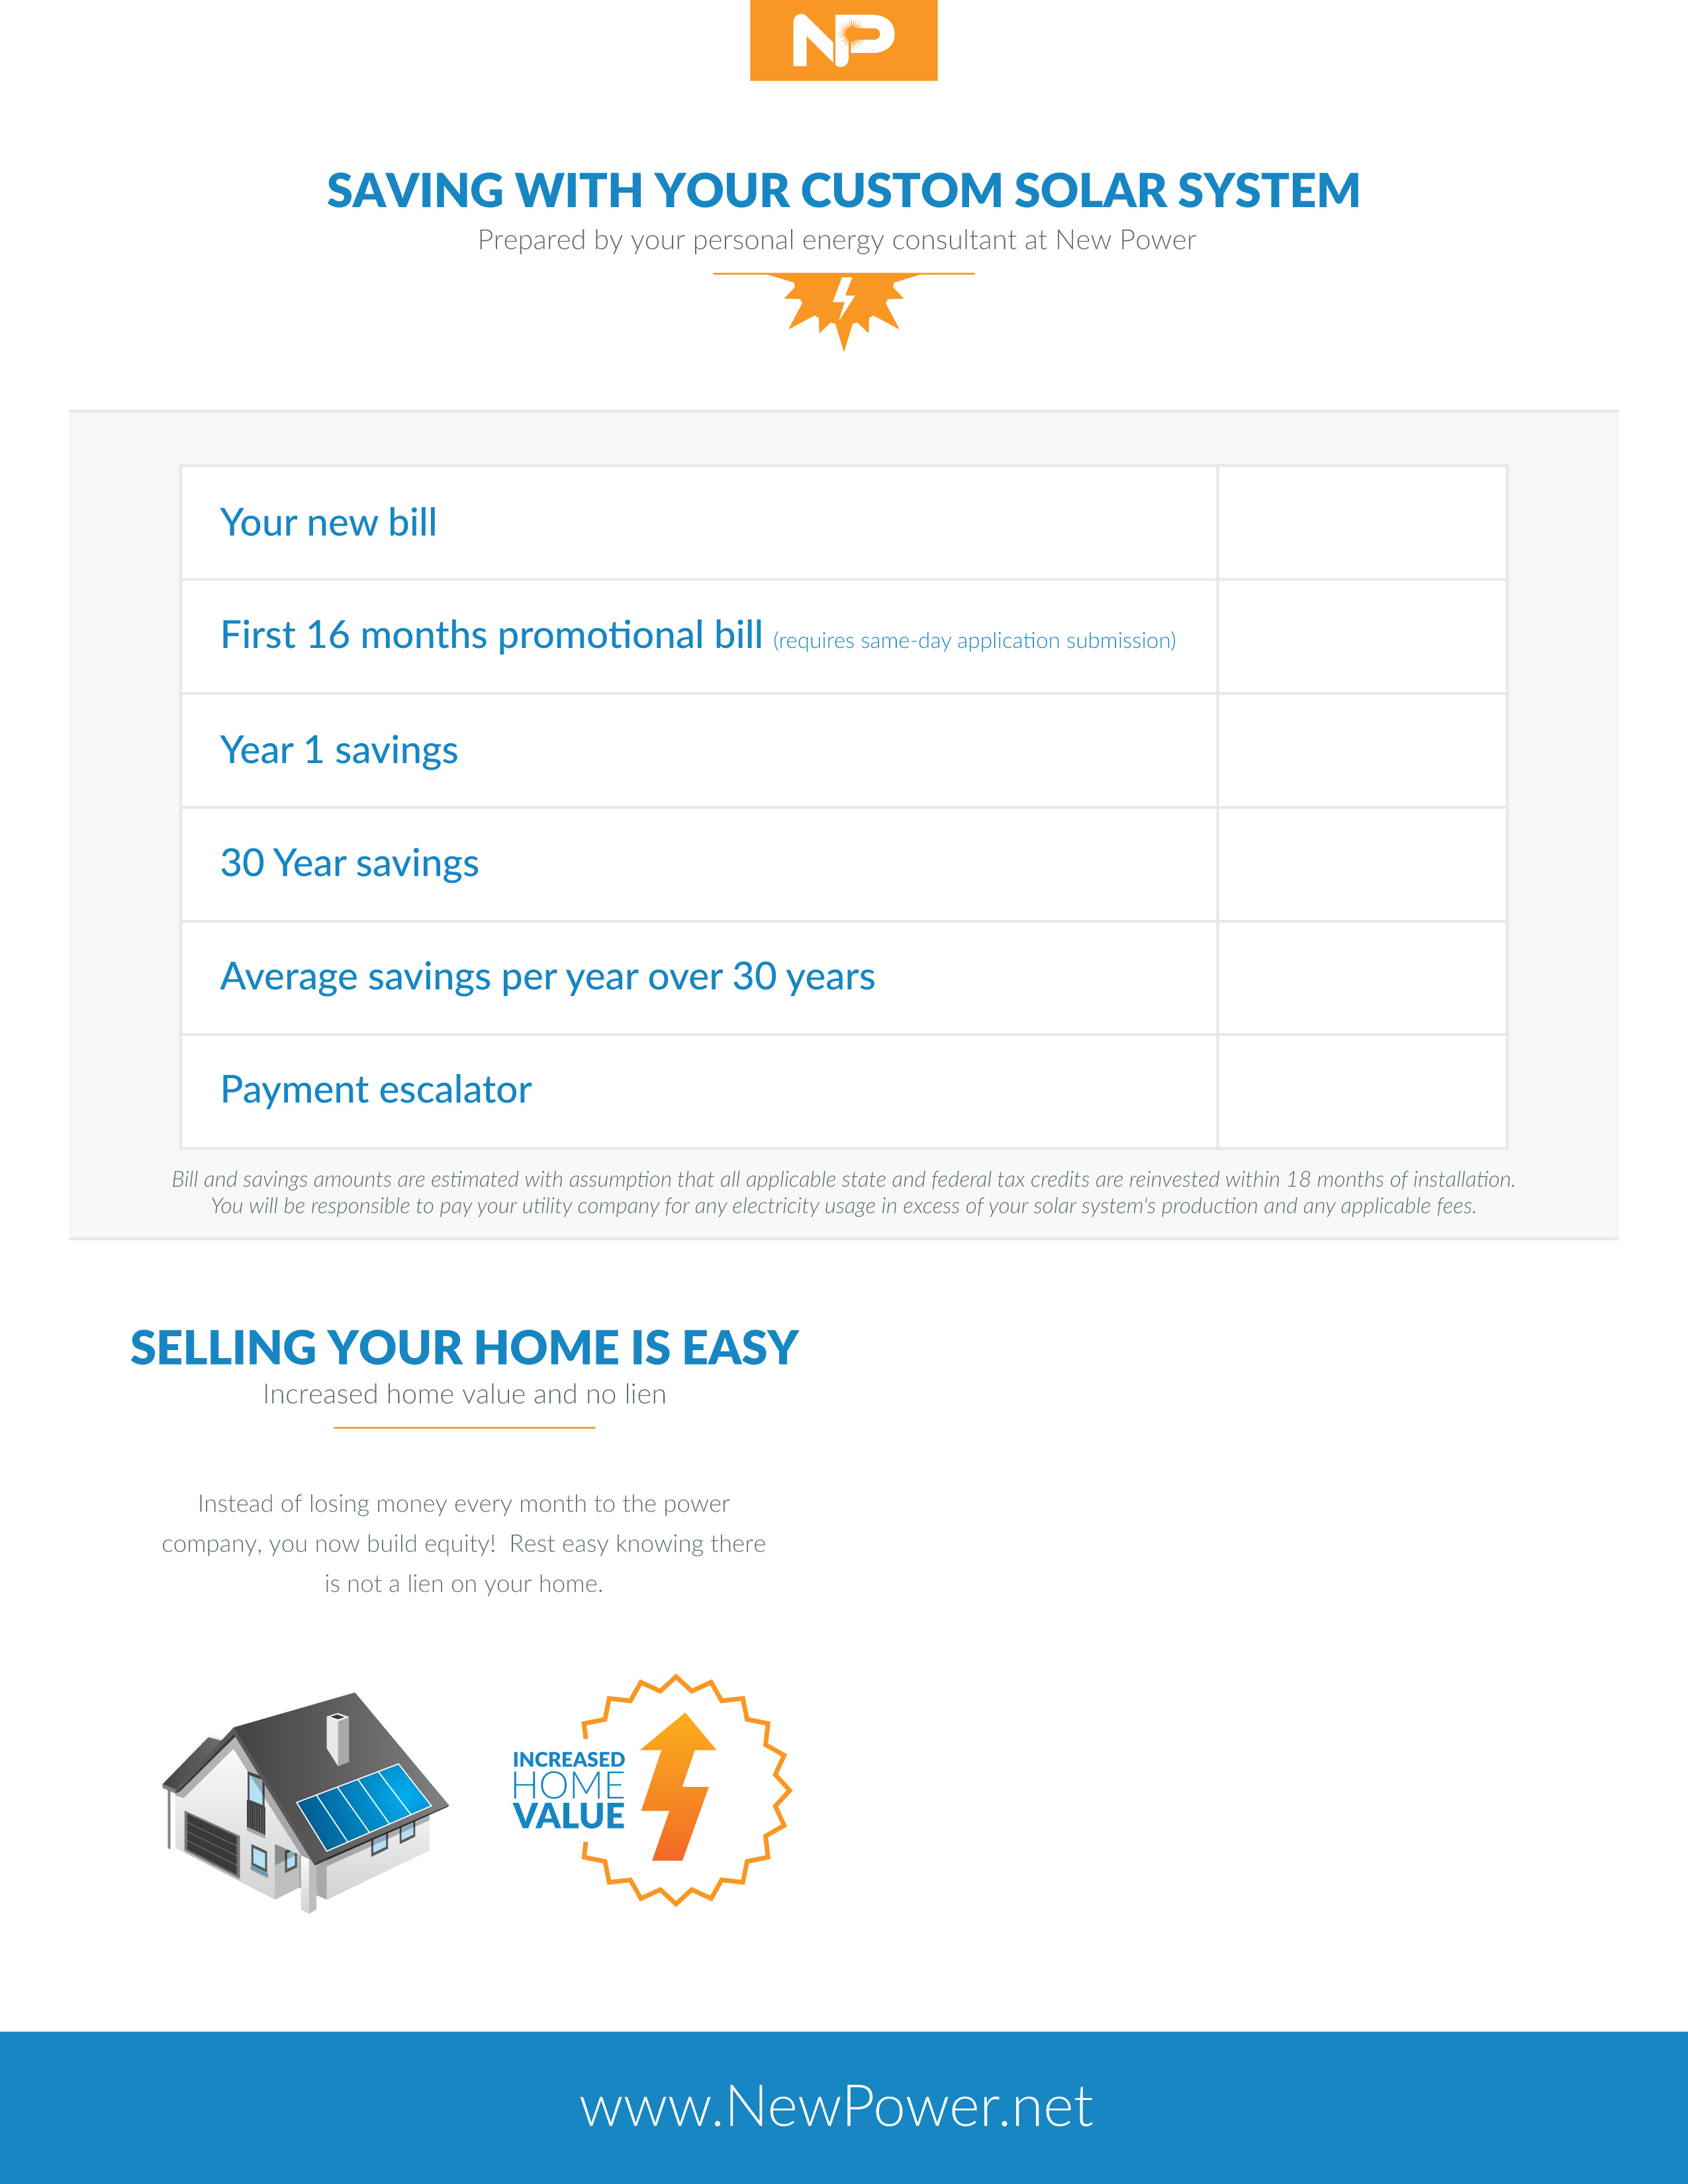 NP
SAVING WITH YOUR CUSTOM SOLAR SYSTEM
Prepared by your personal energy consultant at New Power
Your new bill
First 16 months promotional bill (requires same-day application submission)
Year 1 savings
30 Year savings
Average savings per year over 30 years
Payment escalator
Bill and savings amounts are estimated with assumption that all applicable state and federal tax credits are reinvested within 18 months of installation.
You will be responsible to pay your utility company for any electricity usage in excess of your solar system's production and any applicable fees.
SELLING YOUR HOME IS EASY
Increased home value and no lien
Instead of losing money every month to the power
company, you now build equity!  Rest easy knowing there
is not a lien on your home.
INCREASED
HOME
VALUE
www.NewPower.net